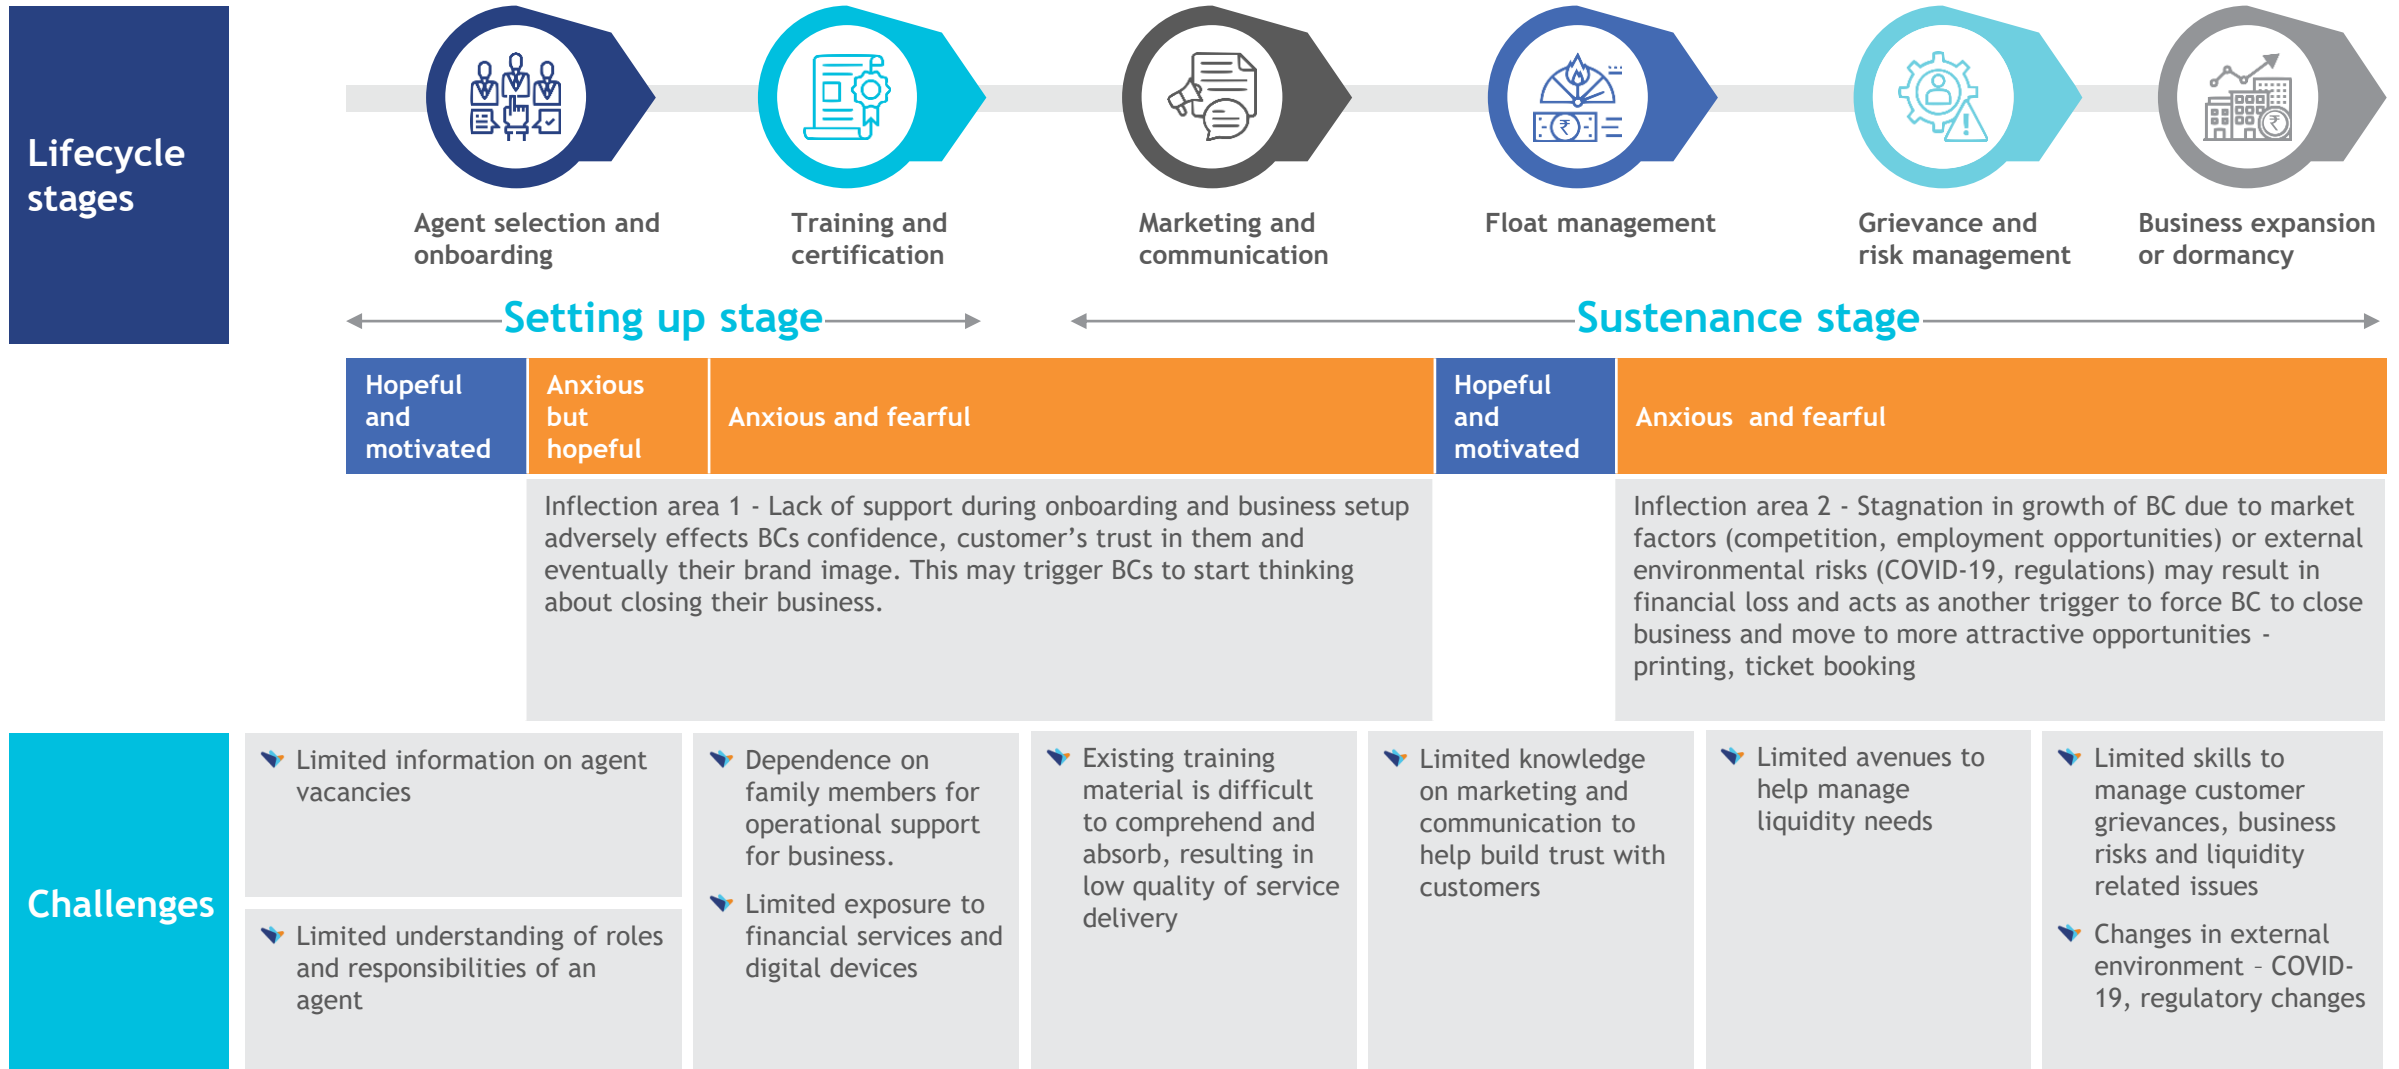 Lifecycle
stages
Agent selection and
onboarding
Training and
certification
Marketing and
communication
Float management
Grievance and
risk management
Business expansion
or dormancy
Setting up stage
Sustenance stage
Hopeful
and
motivated
Anxious
but
hopeful
Anxious and fearful
Hopeful
and
motivated
Anxious and fearful
Inflection area 1 - Lack of support during onboarding and business setup
adversely effects BCs confidence, customer's trust in them and
eventually their brand image. This may trigger BCs to start thinking
about closing their business.
Inflection area 2 - Stagnation in growth of BC due to market
factors (competition, employment opportunities) or external
environmental risks (COVID-19, regulations) may result in
financial loss and acts as another trigger to force BC to close
business and move to more attractive opportunities -
printing, ticket booking
Challenges
Limited information on agent
vacancies
Limited understanding of roles
and responsibilities of an
agent
Dependence on
family members for
operational support
for business.
Limited exposure to
financial services and
digital devices
Existing training
material is difficult
to comprehend and
absorb, resulting in
low quality of service
delivery
Limited knowledge
on marketing and
communication to
help build trust with
customers
Limited avenues to
help manage
liquidity needs
Limited skills to
manage customer
grievances, business
risks and liquidity
related issues
Changes in external
environment – COVID-
19, regulatory changes